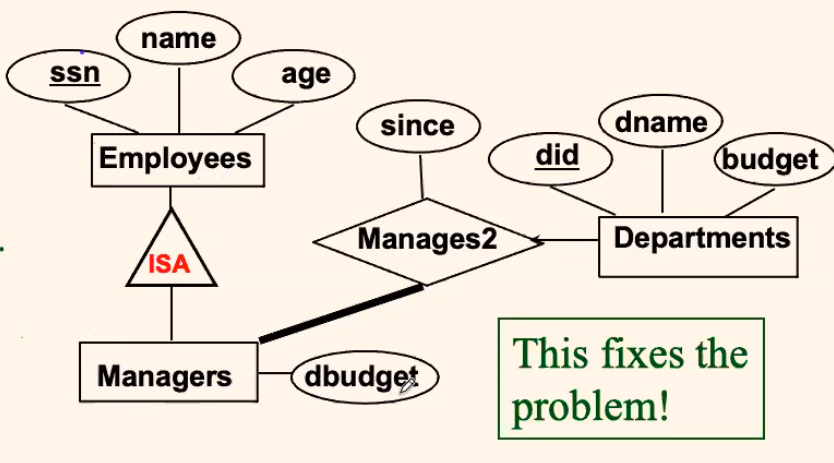 name
ssn
age
Employees
since
dname
did
budget
Manages2
Departments
ISA
Managers
dbudget
This fixes the
problem!